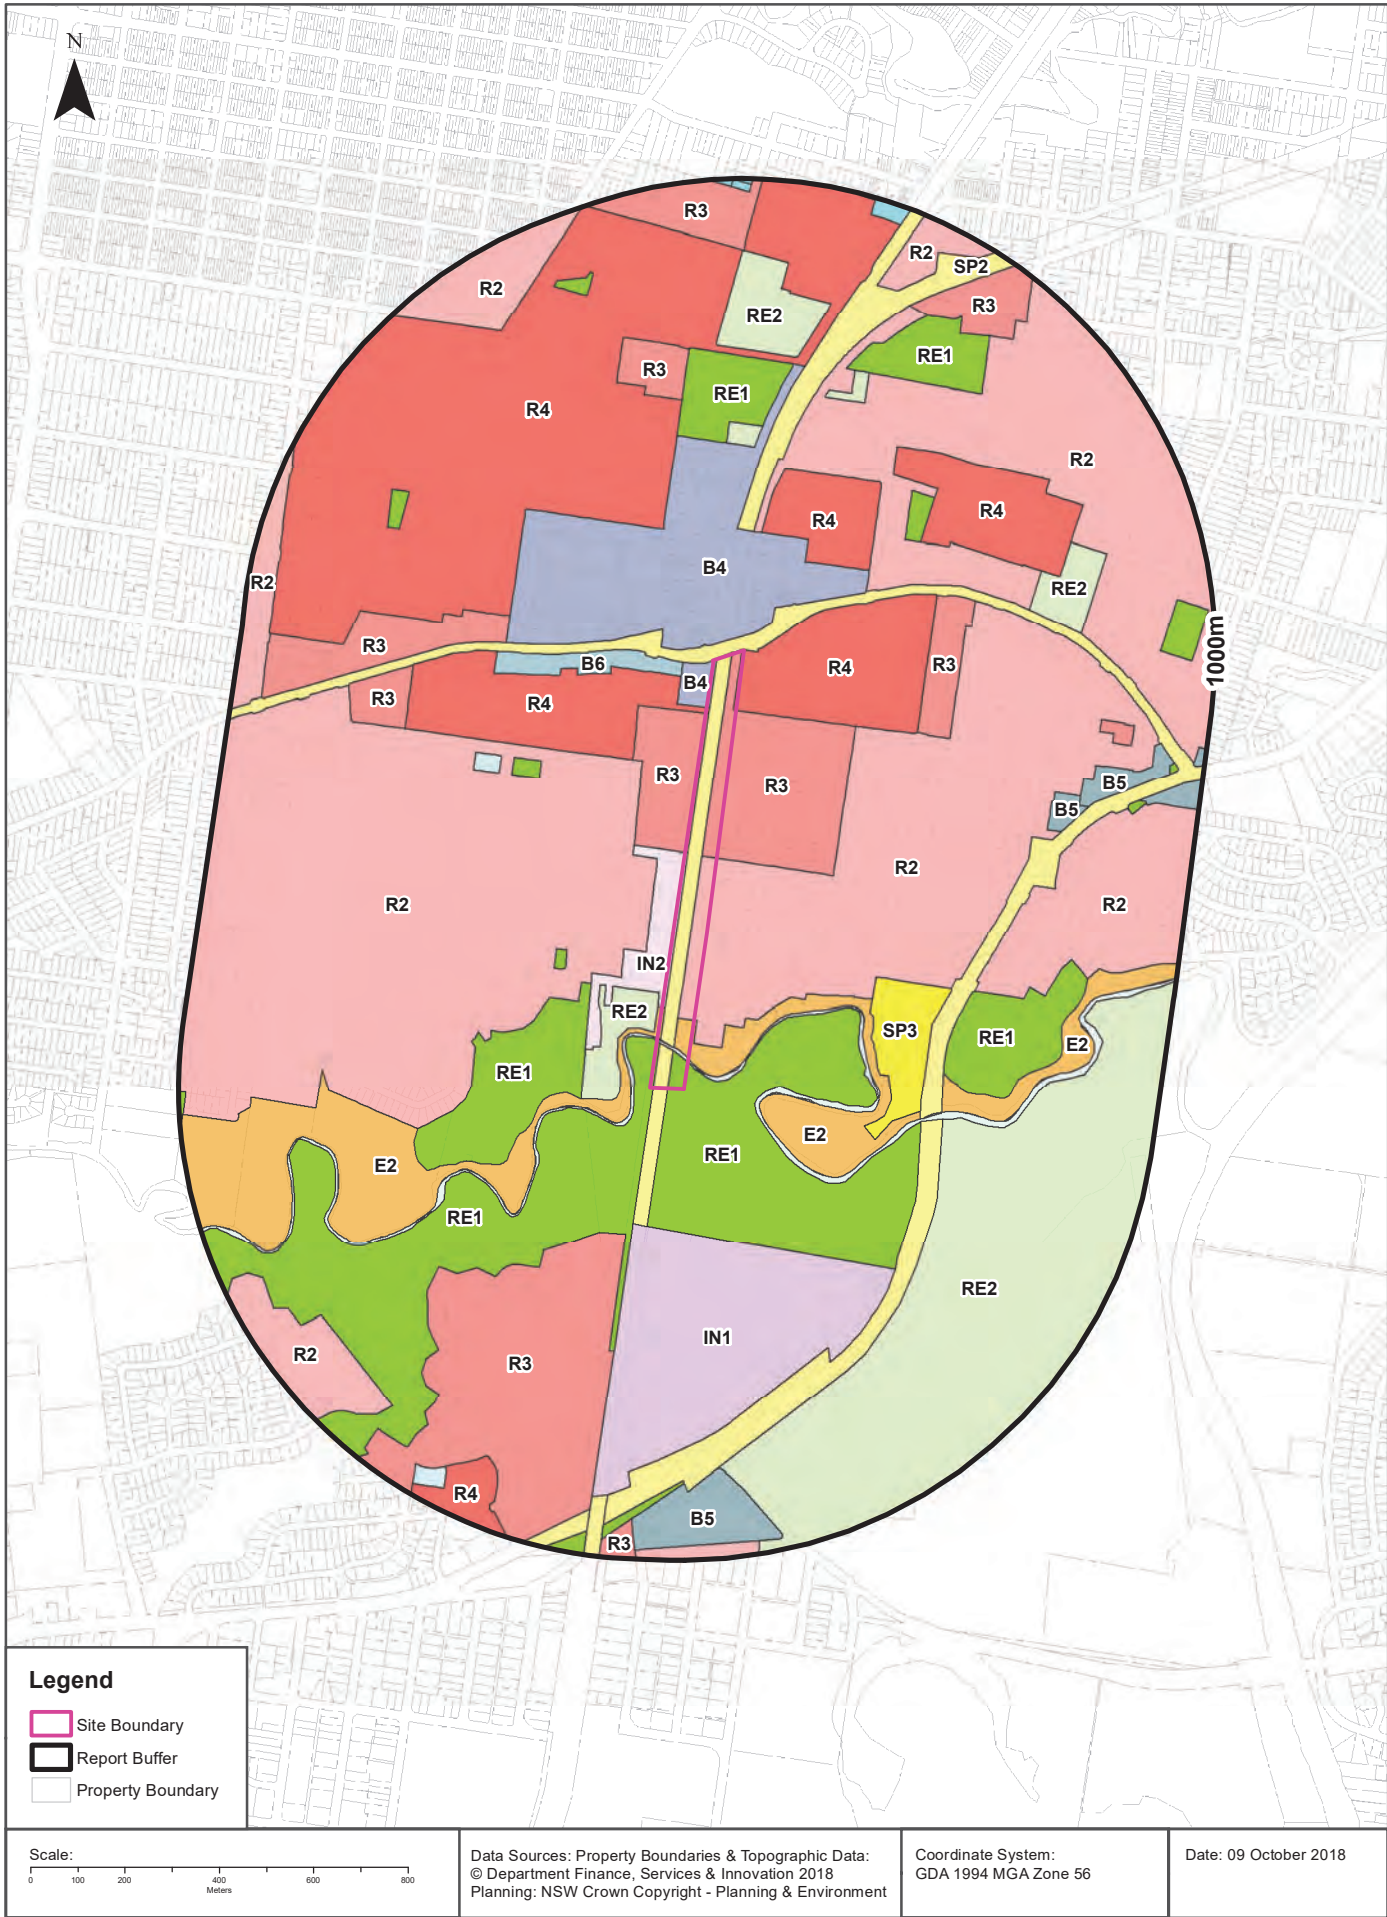 N
R3
R2
SP2
R2
R3
RE2
RE1
R3
RE1
R4
R2
R4
R4
B4
R2
RE2
1000m
R3
B6
R4
R3
B4
R3
R4
R3
R3
B5
B5
R2
R2
R2
IN2
RE2
SP3
RE1
E2
RE1
E2
RE1
E2
RE1
RE2
IN1
R2
R3
R4
B5
R3
Legend
Site Boundary
Report Buffer
Property Boundary
Scale:
0 100 200 400 600 800
Meters
Data Sources: Property Boundaries & Topographic Data:
© Department Finance, Services & Innovation 2018
Planning: NSW Crown Copyright - Planning & Environment
Coordinate System:
GDA 1994 MGA Zone 56
Date: 09 October 2018